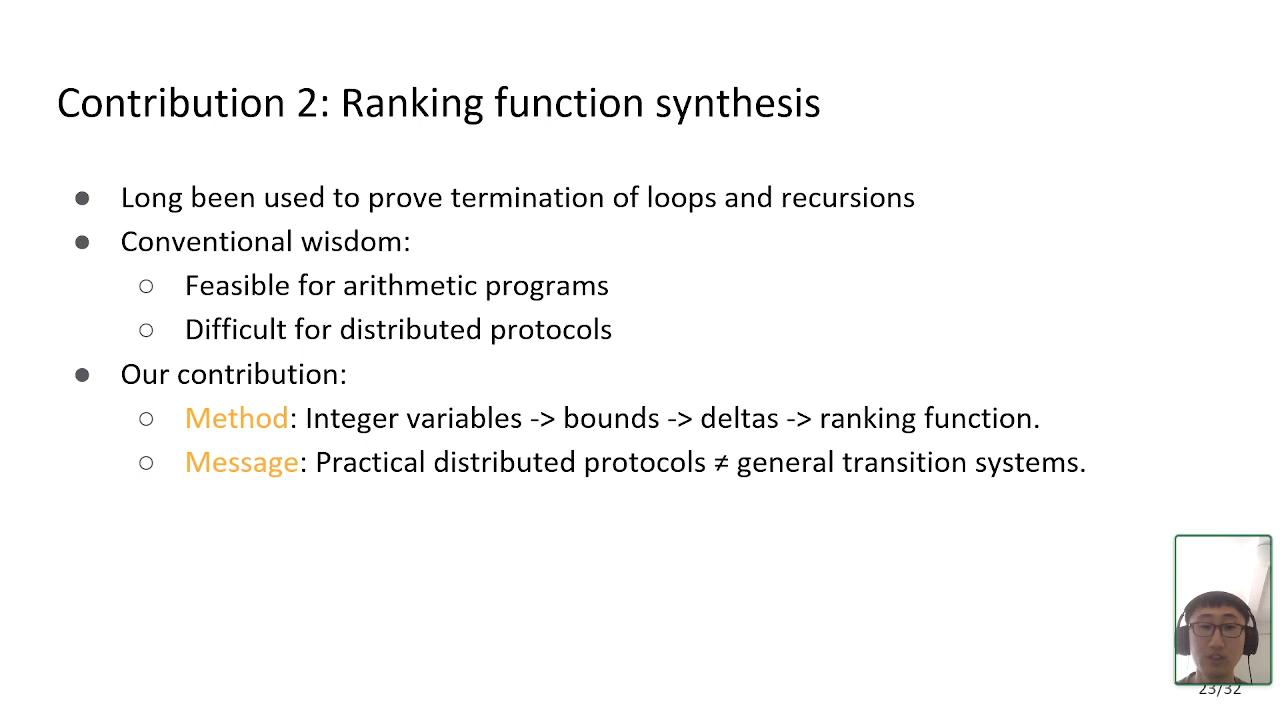 Contribution 2: Ranking function synthesis
● Long been used to prove termination of loops and recursions
● Conventional wisdom:
○ Feasible for arithmetic programs
○ Difficult for distributed protocols
● Our contribution:
○ Method: Integer variables -> bounds -> deltas -> ranking function.
○ Message: Practical distributed protocols ≠ general transition systems.
23/32